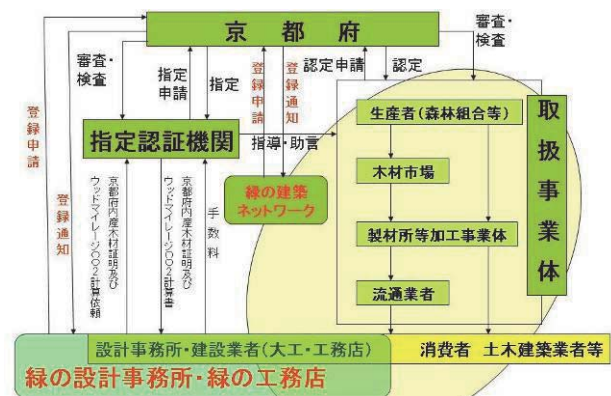 京都府
審査・検査
指定申請
指定
登録申請
登録通知
認定申請
認定
審査・検査
登録申請
登録通知
指定認証機関
指導・助言
緑の建築
ネットワーク
京都府内産木材証明及び
ウッドマイレージCO2計算依頼
京都府内産木材証明及び
ウッドマイレージCO2計算書
手数料
生産者(森林組合等)
木材市場
製材所等加工事業体
流通業者
取扱事業体
設計事務所・建設業者(大工・工務店)
消費者 土木建築業者等
緑の設計事務所・緑の工務店